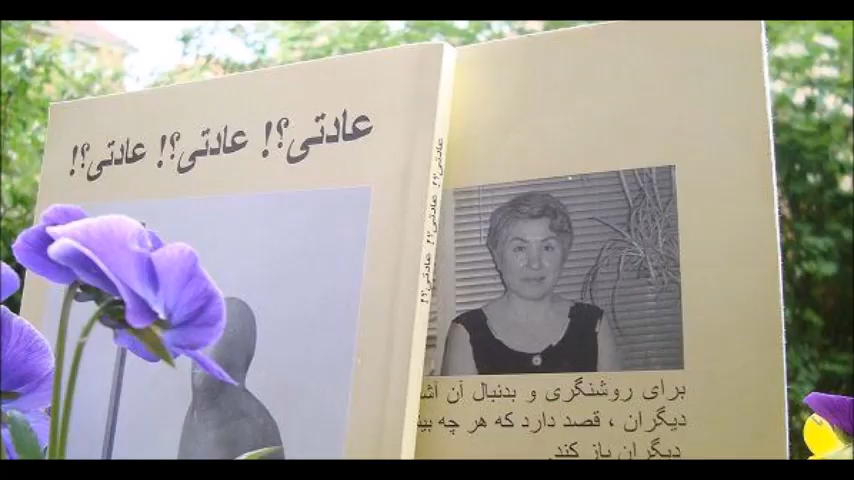 عادتی؟! عادتی؟! عادتی؟!
عادتی؟! عادتی؟! عادتی؟!
برای روشنگری و بدنبال آن
دیگران ، قصد دارد که هر چه
دیگران باز کند.